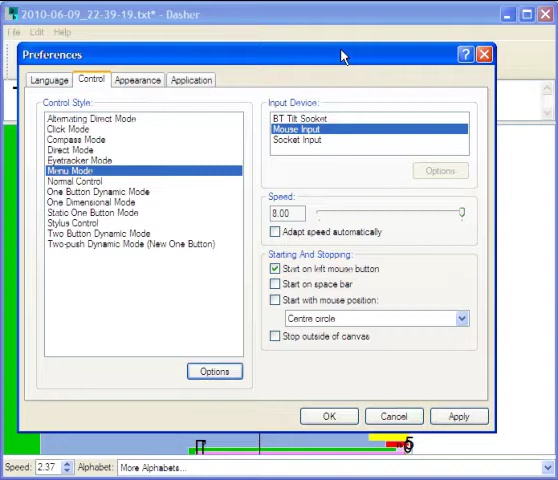 2010-06-09_22-39-19.txt* - Dasher
File Edit Help
Preferences
Language Control Appearance Application
Control Style:
Alternating Direct Mode
Click Mode
Compass Mode
Direct Mode
Eyetracker Mode
Menu Mode
Normal Control
One Button Dynamic Mode
One Dimensional Mode
Static One Button Mode
Stylus Control
Two Button Dynamic Mode
Two-push Dynamic Mode (New One Button)
Options
Input Device:
BT Tilt Socket
Mouse Input
Socket Input
Options
Speed:
8.00
Adapt speed automatically
Starting And Stopping:
Start on left mouse button
Start on space bar
Start with mouse position:
Centre circle
Stop outside of canvas
OK Cancel Apply
Speed: 2.37 Alphabet: More Alphabets...